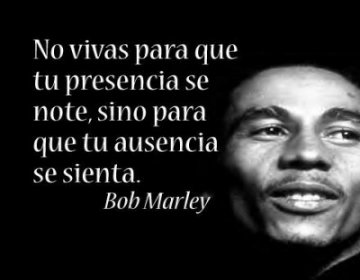 No vivas para que
tu presencia se
note, sino para
que tu ausencia
se sienta.
Bob Marley